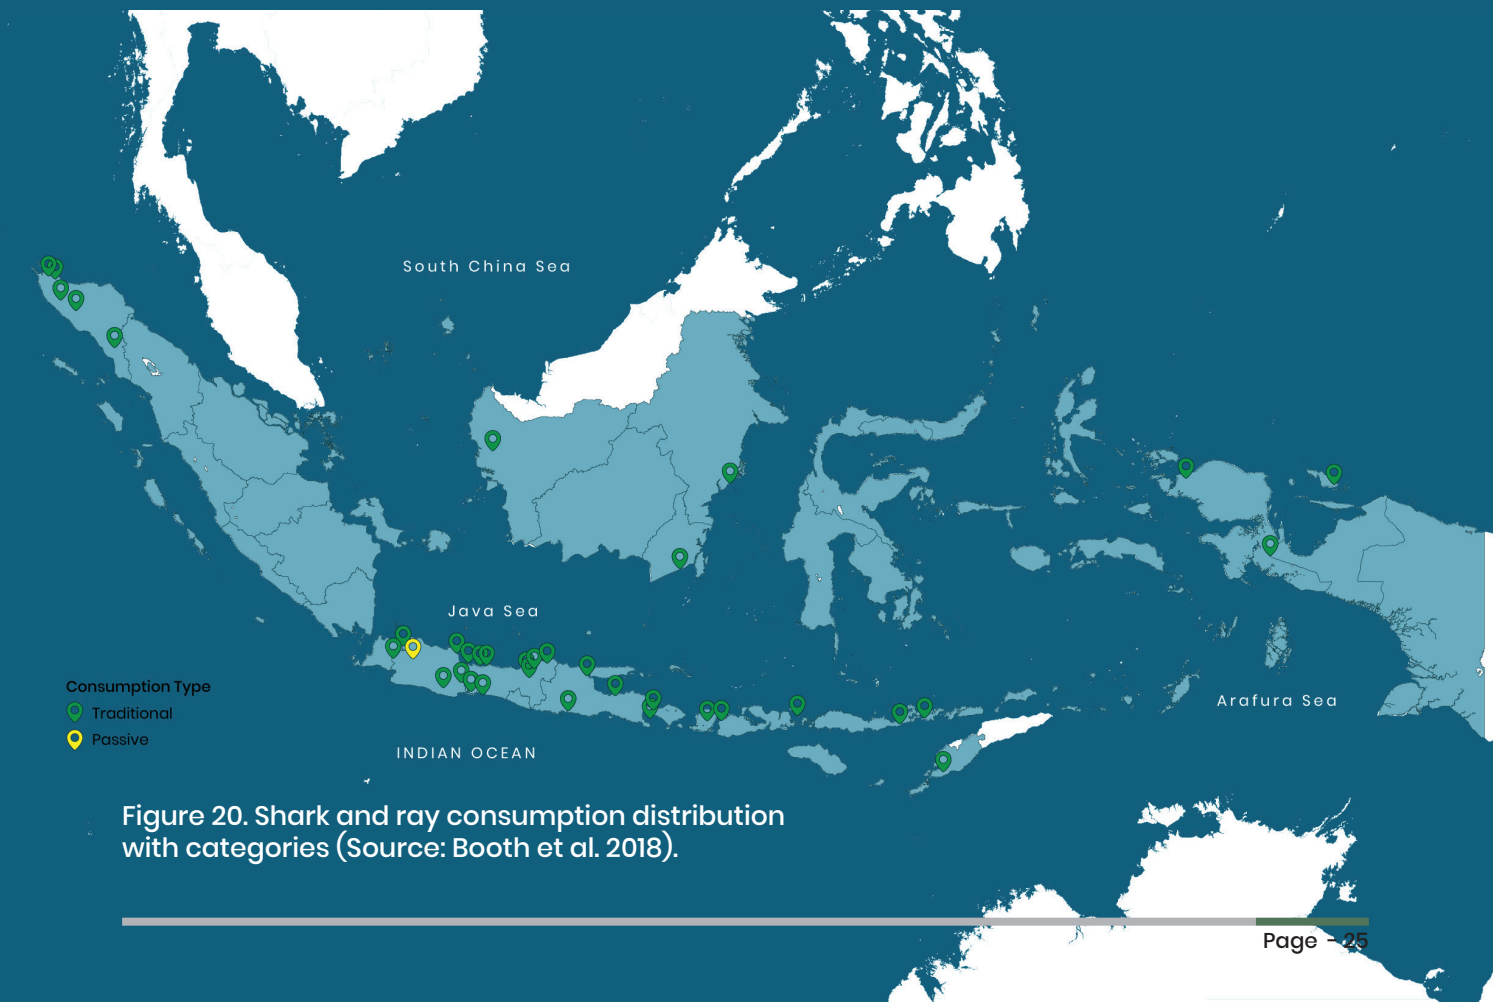 South China Sea
Java Sea
Consumption Type
Traditional
Passive
Arafura Sea
INDIAN OCEAN
Figure 20. Shark and ray consumption distribution
with categories (Source: Booth et al. 2018).
Page - 25